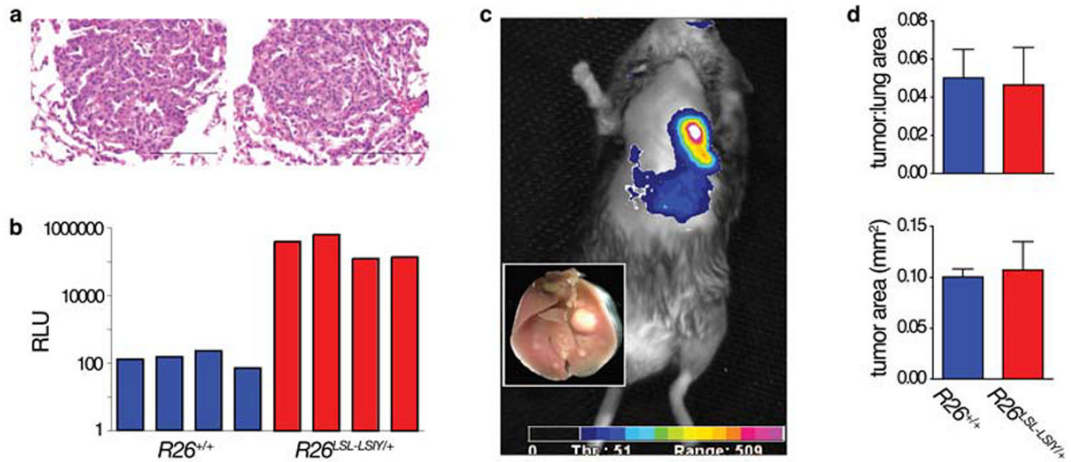 a
b
RLU
1000000
10000
100
1
R26+/+
R26LSL-LSIY/+
c
0 Thr: 51 Range: 509
d
tumor:lung area
0.08
0.06
0.04
0.02
0.00
tumor area (mm2)
0.15
0.10
0.05
0.00
R26+/+
R26LSL-LSIY/+